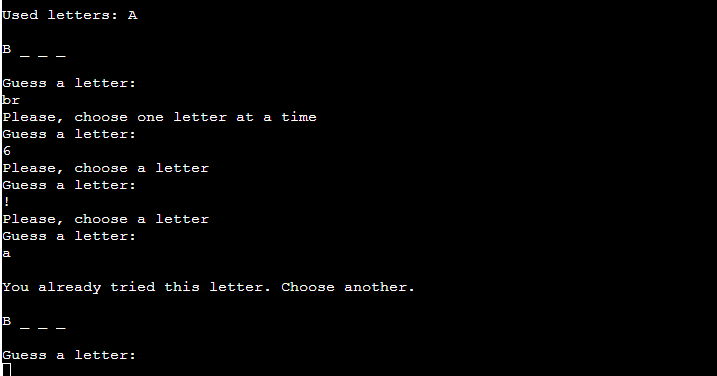 Used letters: A
B _ _ _
Guess a letter:
br
Please, choose one letter at a time
Guess a letter:
6
Please, choose a letter
Guess a letter:
!
Please, choose a letter
Guess a letter:
a
You already tried this letter. Choose another.
B _ _ _
Guess a letter: